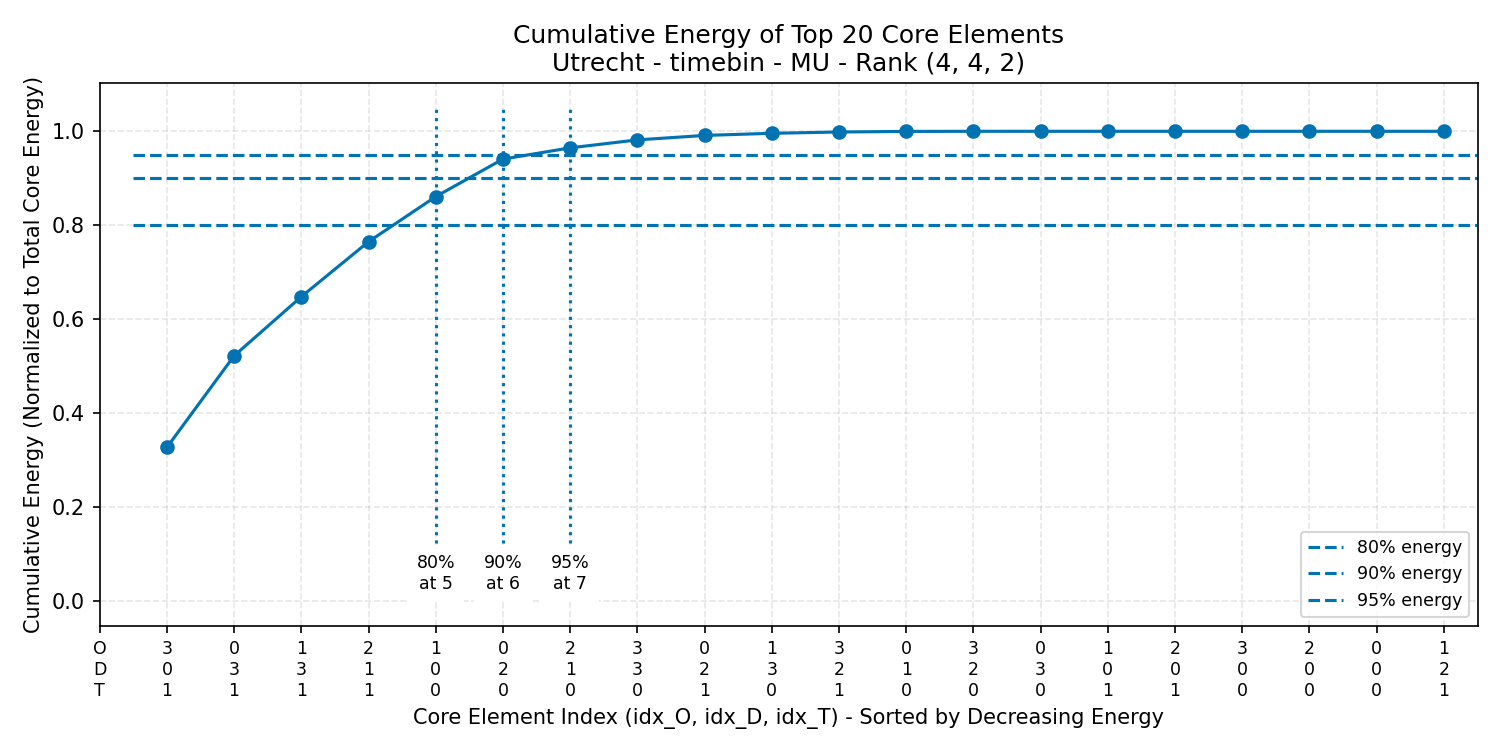 Cumulative Energy of Top 20 Core Elements
Utrecht - timebin - MU - Rank (4, 4, 2)
Cumulative Energy (Normalized to Total Core Energy)
1.0
0.8
0.6
0.4
0.2
0.0
80% 90% 95%
at 5 at 6 at 7
80% energy
90% energy
95% energy
O 3 0 1 2 1 0 2 3 0 1 3 0 3 0 1 2 3 2 0 1
D 0 3 3 1 0 2 1 3 2 3 2 1 2 3 0 0 0 0 0 2
T 1 1 1 1 0 0 0 0 1 0 1 0 0 0 1 1 0 0 0 1
Core Element Index (idx_O, idx_D, idx_T) - Sorted by Decreasing Energy